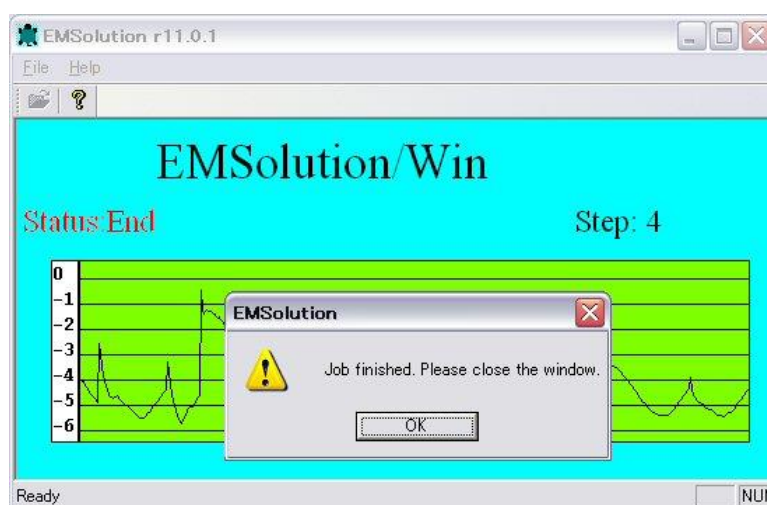 EMSolution r11.0.1
File Help
EMSolution/Win
Status:End
Step: 4
0
-1
-2
-3
-4
-5
-6
EMSolution
Job finished. Please close the window.
OK
Ready
NUM